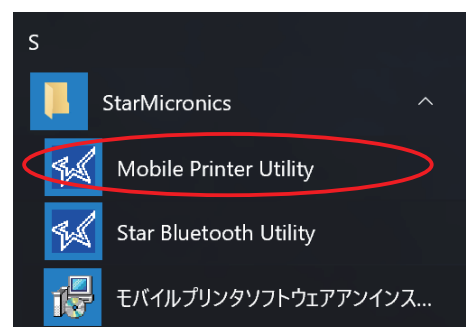 S
StarMicronics
Mobile Printer Utility
Star Bluetooth Utility
モバイルプリンタソフトウェアアンインス...